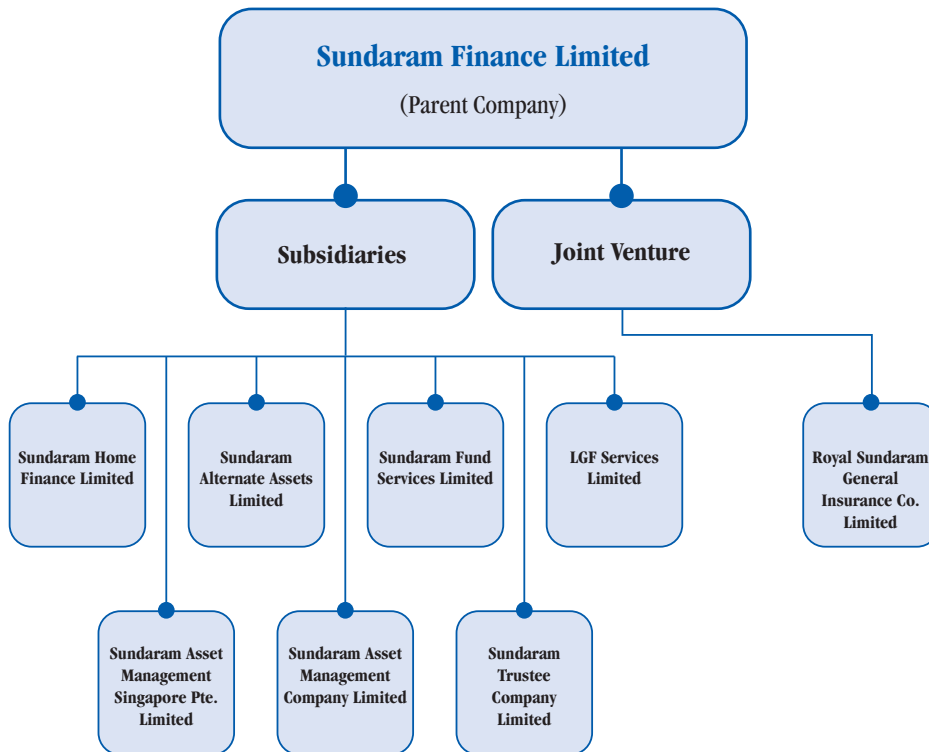 Sundaram Finance Limited
(Parent Company)
Subsidiaries
Joint Venture
Sundaram Home
Finance Limited
Sundaram
Alternate Assets
Limited
Sundaram Fund
Services Limited
LGF Services
Limited
Royal Sundaram
General
Insurance Co.
Limited
Sundaram Asset
Management
Singapore Pte.
Limited
Sundaram Asset
Management
Company Limited
Sundaram
Trustee
Company
Limited